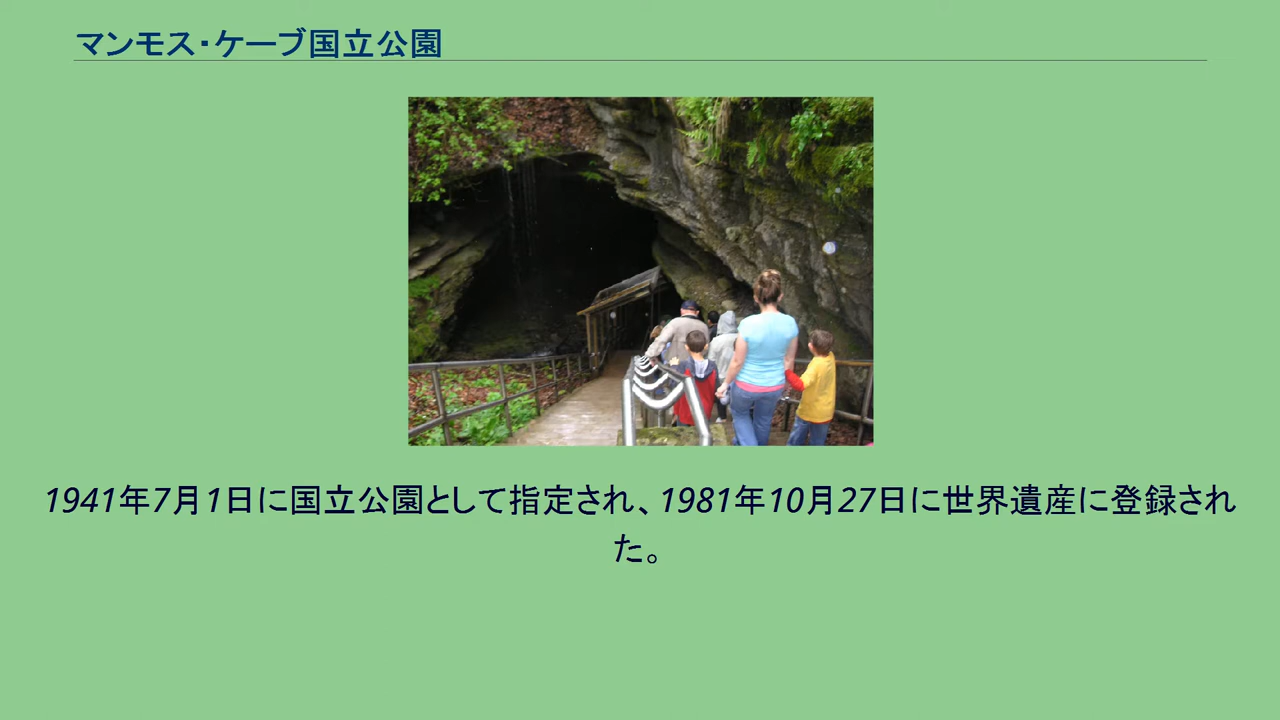 マンモス・ケーブ国立公園
1941年7月1日に国立公園として指定され、1981年10月27日に世界遺産に登録され
た。